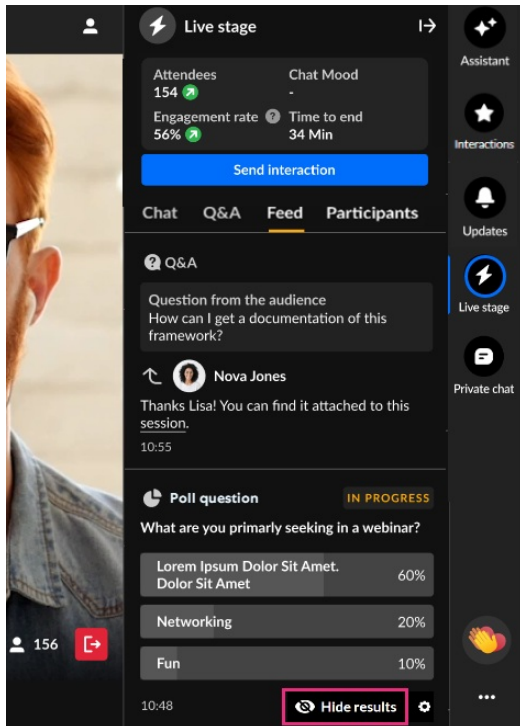 Live stage
Attendees
154
Chat Mood
-
Engagement rate
56%
Time to end
34 Min
Send interaction
Chat
Q&A
Feed
Participants
Q&A
Question from the audience
How can I get a documentation of this
framework?
Nova Jones
Thanks Lisa! You can find it attached to this
session.
10:55
Poll question
IN PROGRESS
What are you primarly seeking in a webinar?
Lorem Ipsum Dolor Sit Amet.
Dolor Sit Amet
60%
Networking
20%
Fun
10%
10:48
Hide results
156
Assistant
Interactions
Updates
Live stage
Private chat